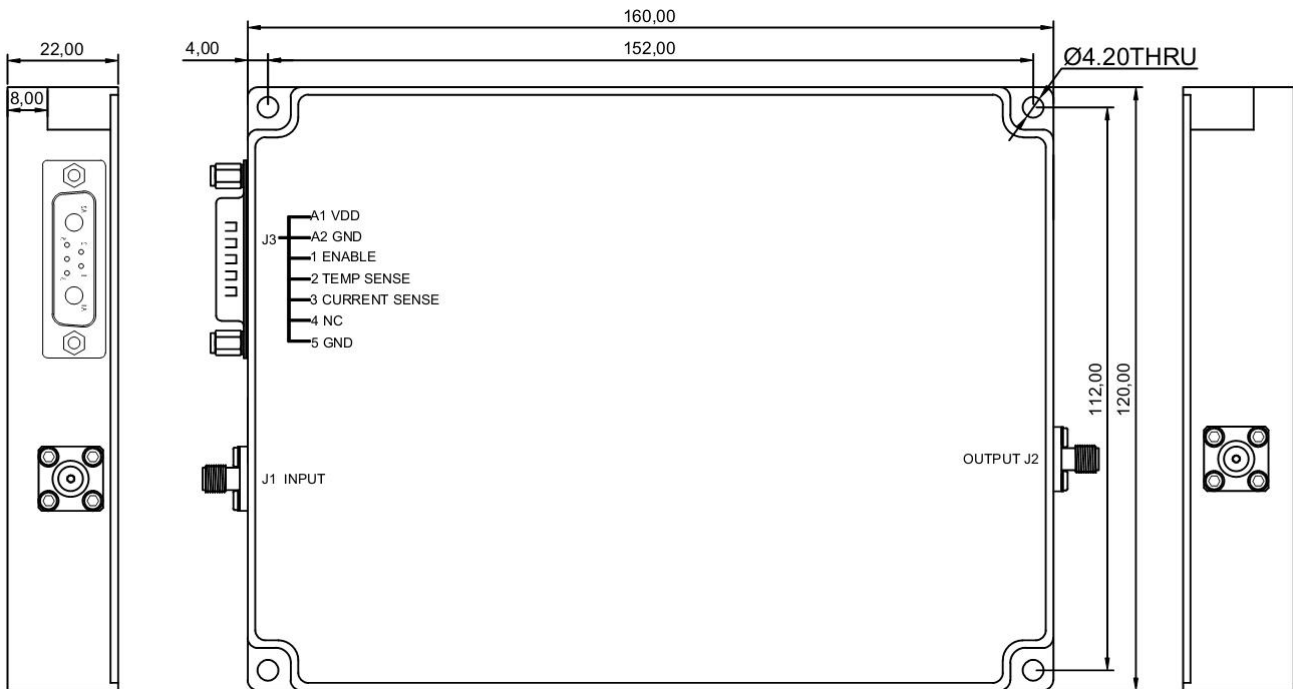 160,00
22,00
4,00
152,00
Ø4.20THRU
8,00
A1 VDD
J3
A2 GND
1 ENABLE
2 TEMP SENSE
3 CURRENT SENSE
4 NC
5 GND
112,00
120,00
OUTPUT J2
J1 INPUT